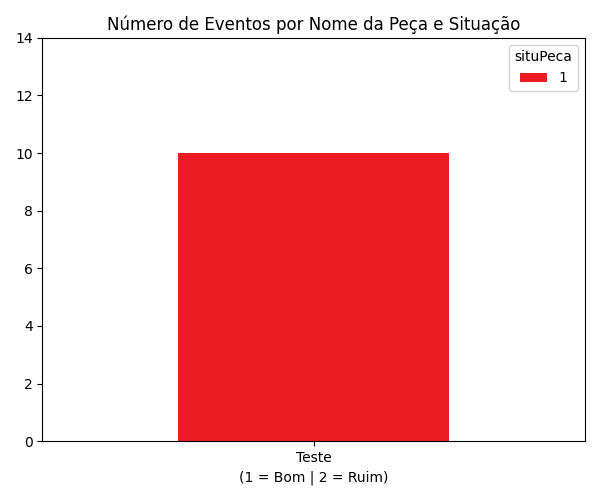 Número de Eventos por Nome da Peça e Situação
situPeca
1
14
12
10
8
6
4
2
0
Teste
(1 = Bom | 2 = Ruim)